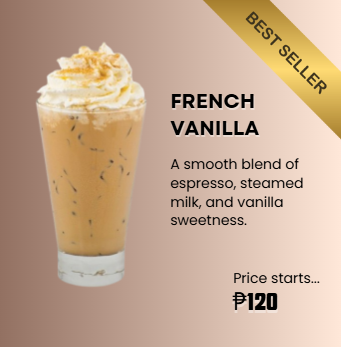 BEST SELLER
FRENCH
VANILLA
A smooth blend of
espresso, steamed
milk, and vanilla
sweetness.
Price starts...
₱120